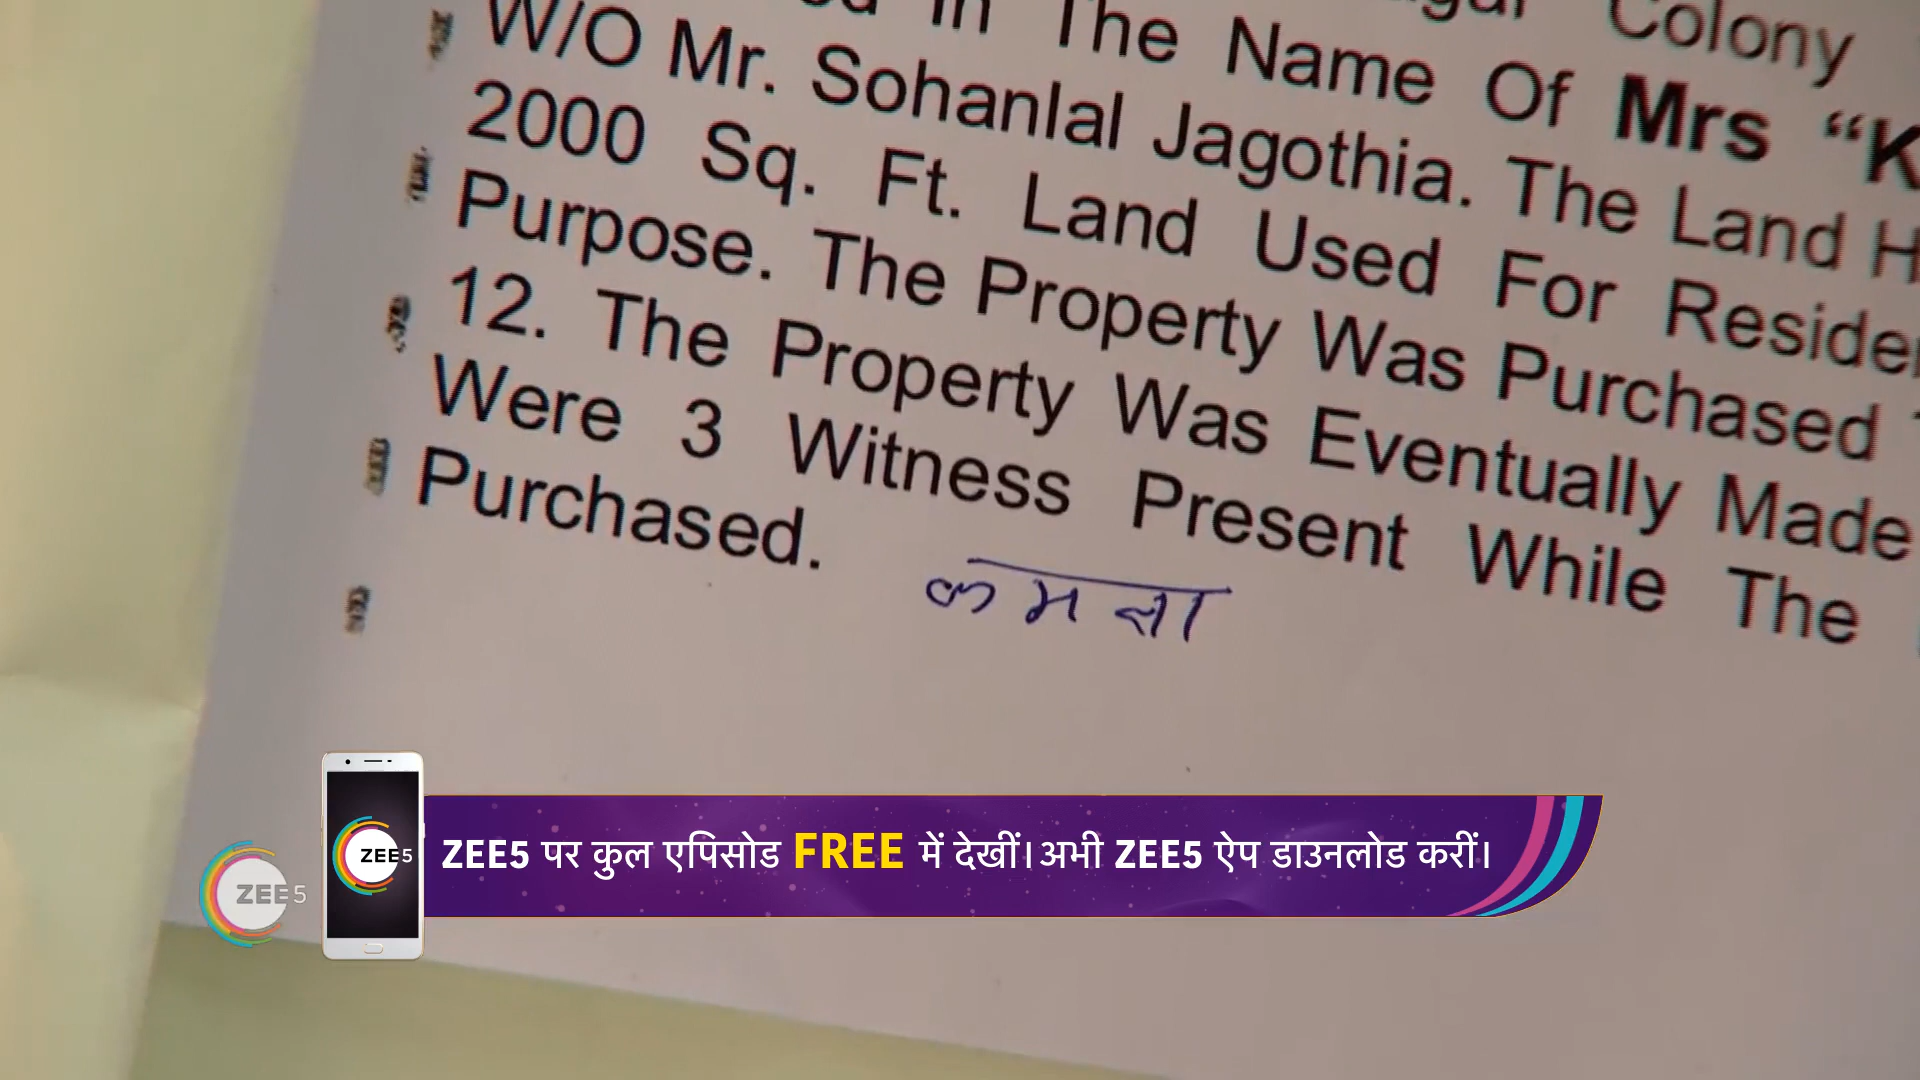 In The Name Of Mrs “K
Colony
W/O Mr. Sohanlal Jagothia. The Land
2000 Sq. Ft. Land Used For
Purpose. The Property Was Purchased
12. The Property Was Eventually Made
Were 3 Witness Present While The
Purchased.
कमला
ZEE5
ZEE5
ZEE5 पर कुल एपिसोड FREE में देखीं। अभी ZEE5 ऐप डाउनलोड करीं।